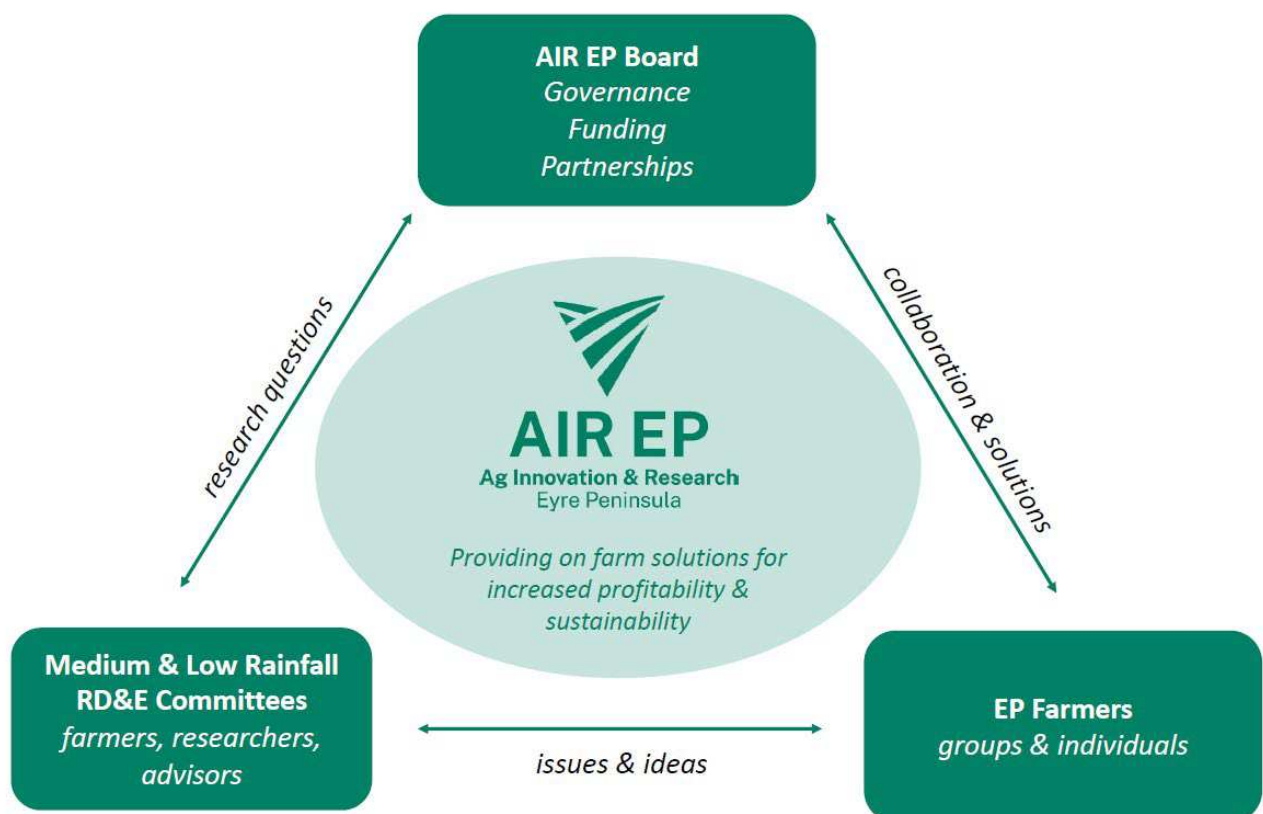 AIR EP Board
Governance
Funding
Partnerships
research questions
collaboration & solutions
AIR EP
Ag Innovation & Research
Eyre Peninsula
Providing on farm solutions for
increased profitability &
sustainability
Medium & Low Rainfall
RD&E Committees
farmers, researchers,
advisors
issues & ideas
EP Farmers
groups & individuals